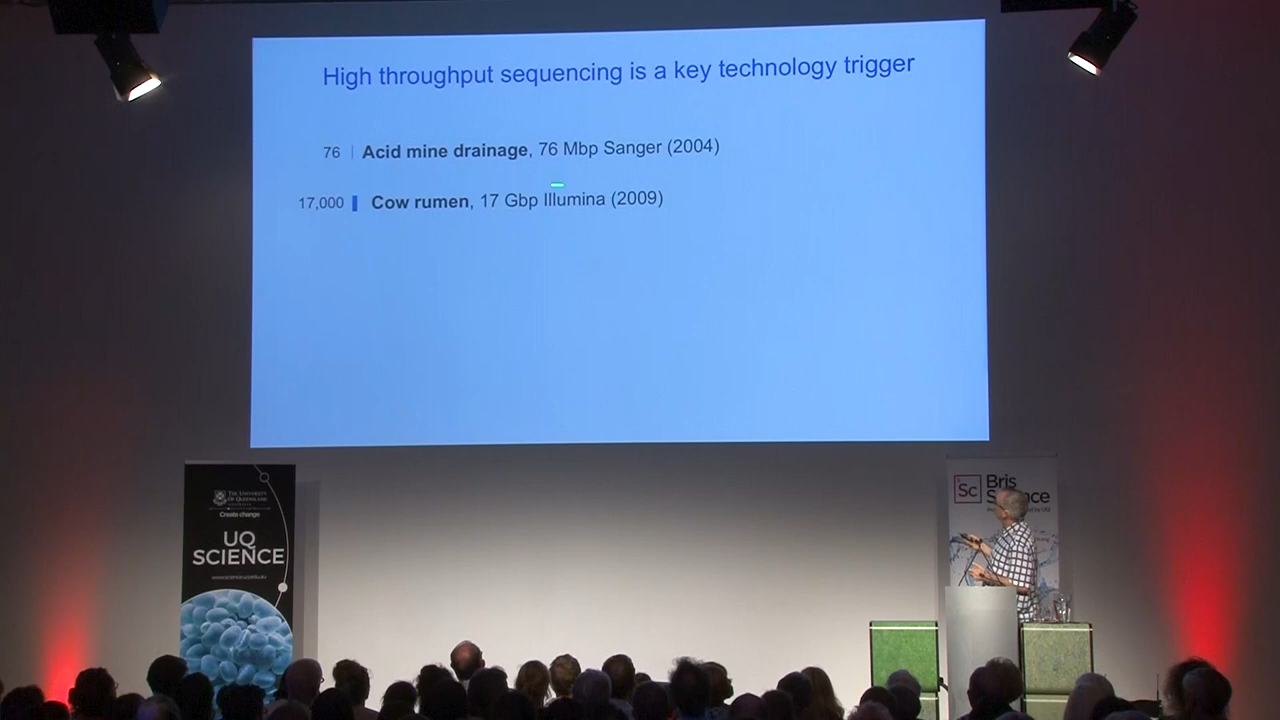 High throughput sequencing is a key technology trigger
76 Acid mine drainage, 76 Mbp Sanger (2004)
17,000 Cow rumen, 17 Gbp Illumina (2009)
THE UNIVERSITY
OF QUEENSLAND
Create change
UQ
SCIENCE
Sc
Bris